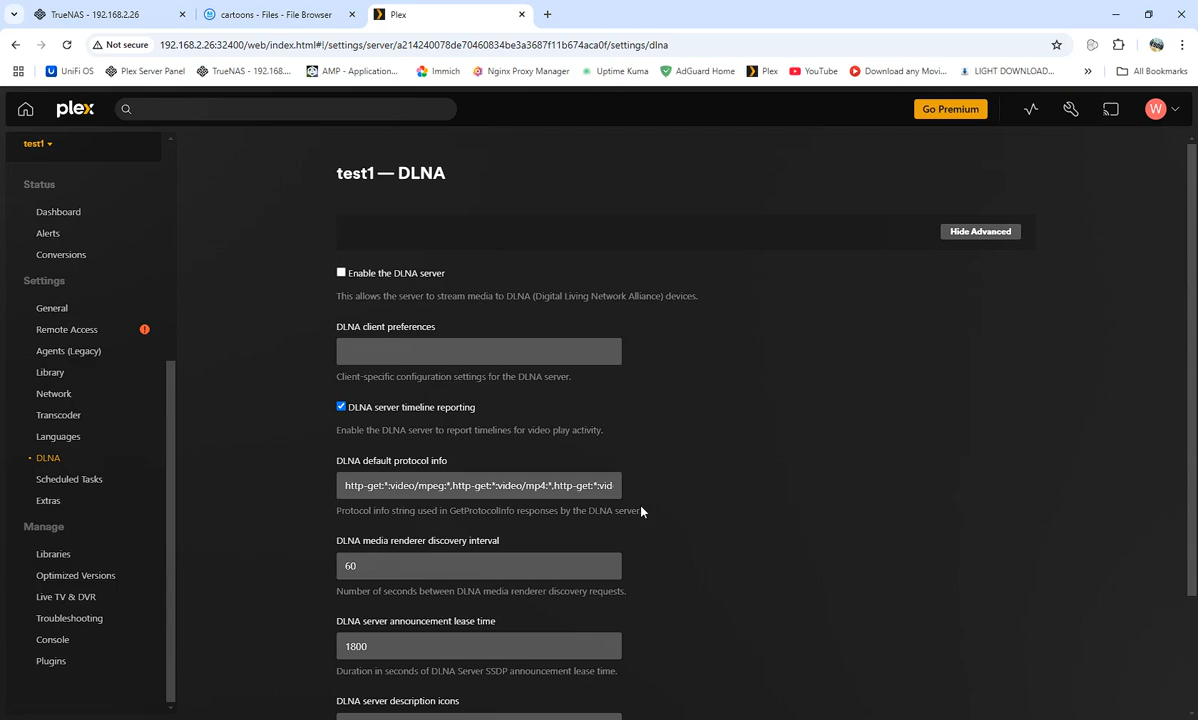 TrueNAS - 192.168.2.26
cartoons - Files - File Browser
Plex
Not secure
192.168.2.26:32400/web/index.html#!/settings/server/a214240078de70460834be3a3687f11b674aca0f/settings/dlna
UniFi OS
Plex Server Panel
TrueNAS - 192.168....
AMP - Application...
Immich
Nginx Proxy Manager
Uptime Kuma
AdGuard Home
Plex
YouTube
Download any Movi...
LIGHT DOWNLOAD...
All Bookmarks
plex
Go Premium
W
test1
Status
Dashboard
Alerts
Conversions
Settings
General
Remote Access
Agents (Legacy)
Library
Network
Transcoder
Languages
DLNA
Scheduled Tasks
Extras
Manage
Libraries
Optimized Versions
Live TV & DVR
Troubleshooting
Console
Plugins
test1 — DLNA
Hide Advanced
Enable the DLNA server
This allows the server to stream media to DLNA (Digital Living Network Alliance) devices.
DLNA client preferences
Client-specific configuration settings for the DLNA server.
DLNA server timeline reporting
Enable the DLNA server to report timelines for video play activity.
DLNA default protocol info
http-get:*:video/mpeg:*,http-get:*:video/mp4:*,http-get:*:vid
Protocol info string used in GetProtocolInfo responses by the DLNA server.
DLNA media renderer discovery interval
60
Number of seconds between DLNA media renderer discovery requests.
DLNA server announcement lease time
1800
Duration in seconds of DLNA Server SSDP announcement lease time.
DLNA server description icons